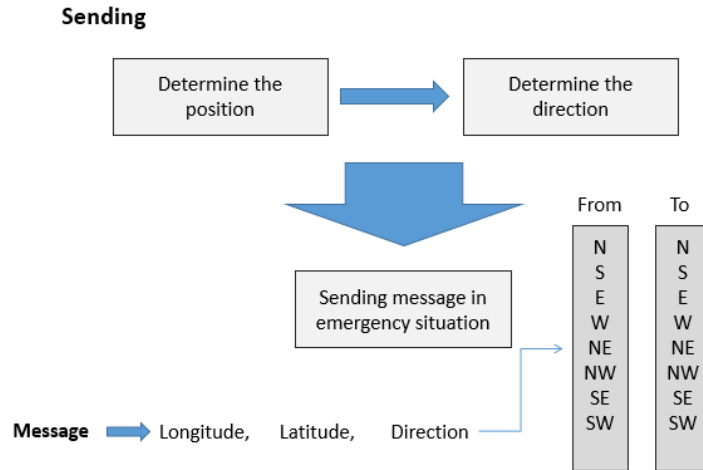 Sending
Determine the
position
Determine the
direction
From To
N N
S S
E E
W W
NE NE
NW NW
SE SE
SW SW
Sending message in
emergency situation
Message Longitude, Latitude, Direction